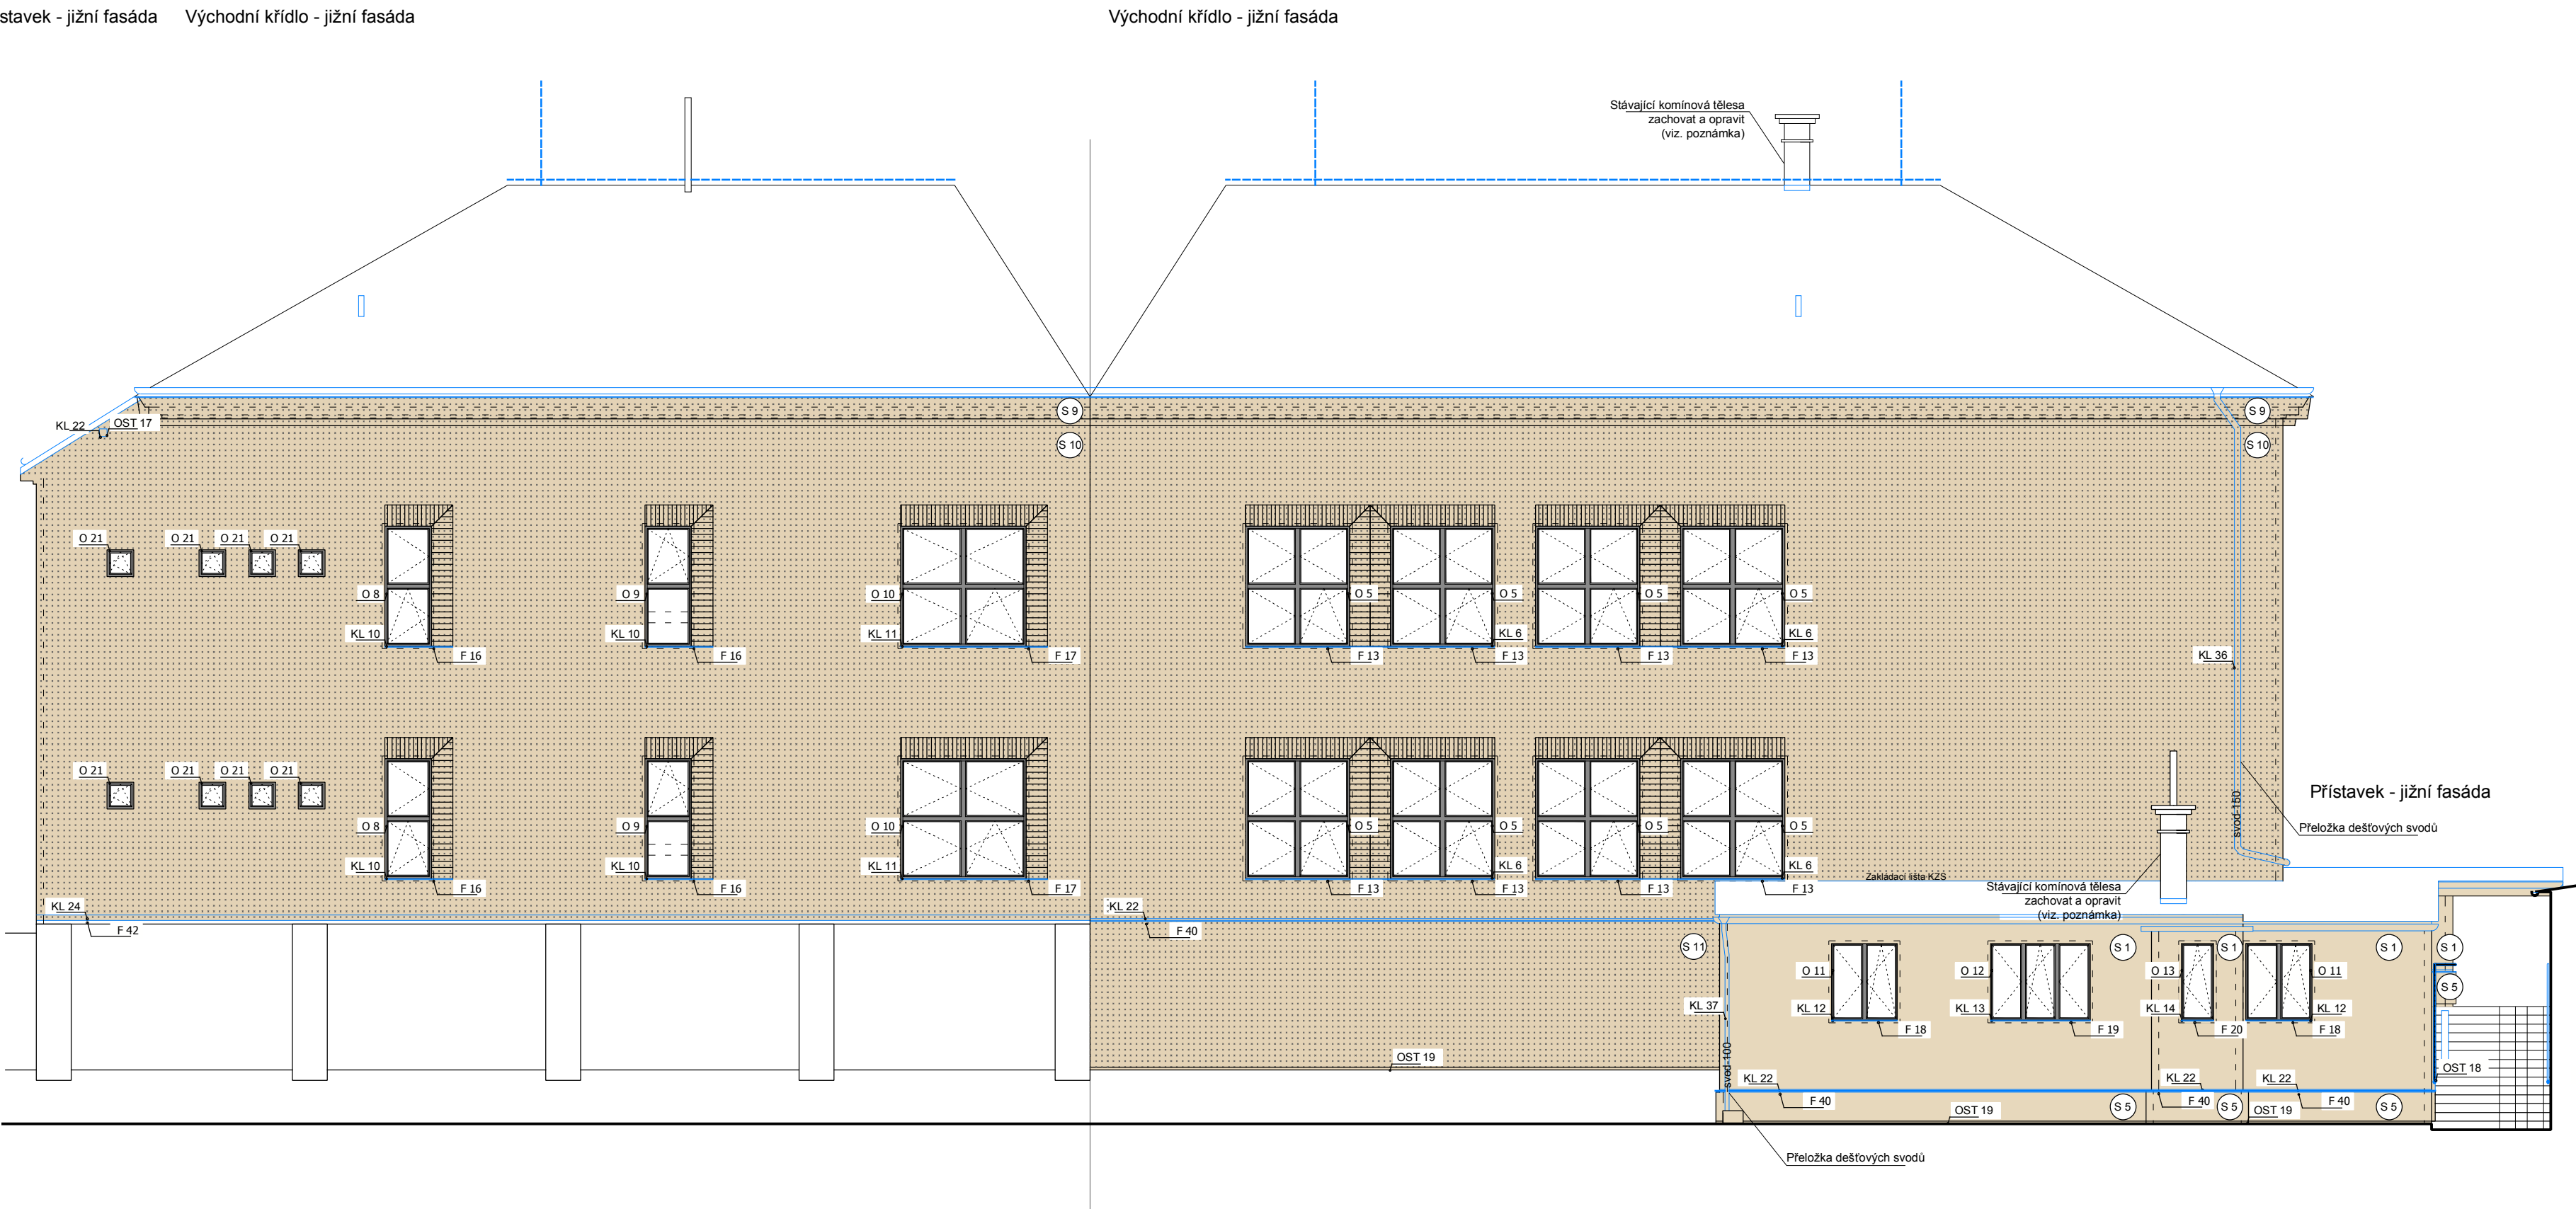 stavek - jižní fasáda
Východní křídlo - jižní fasáda
Východní křídlo - jižní fasáda
Stávající komínová tělesa
zachovat a opravit
(viz. poznámka)
KL 22
OST 17
S 9
S 9
S 10
S 10
O 21
O 21
O 21
O 21
O 8
O 9
O 10
O 5
O 5
O 5
O 5
KL 10
KL 10
KL 11
KL 6
KL 6
F 16
F 16
F 17
F 13
F 13
F 13
F 13
KL 36
O 21
O 21
O 21
O 21
Přístavek - jižní fasáda
svod-150
Přeložka dešťových svodů
O 8
O 9
O 10
O 5
O 5
O 5
O 5
KL 10
KL 10
KL 11
KL 6
KL 6
F 16
F 16
F 17
F 13
F 13
F 13
F 13
Zakládací lišta KZS
Stávající komínová tělesa
zachovat a opravit
(viz. poznámka)
KL 24
F 42
KL 22
F 40
S 11
S 1
S 1
S 1
S 1
O 11
O 12
O 13
O 11
S 5
KL 37
KL 12
KL 13
KL 14
KL 12
F 18
F 19
F 20
F 18
OST 19
svod-100
OST 18
KL 22
KL 22
KL 22
F 40
F 40
F 40
S 5
S 5
S 5
OST 19
OST 19
Přeložka dešťových svodů